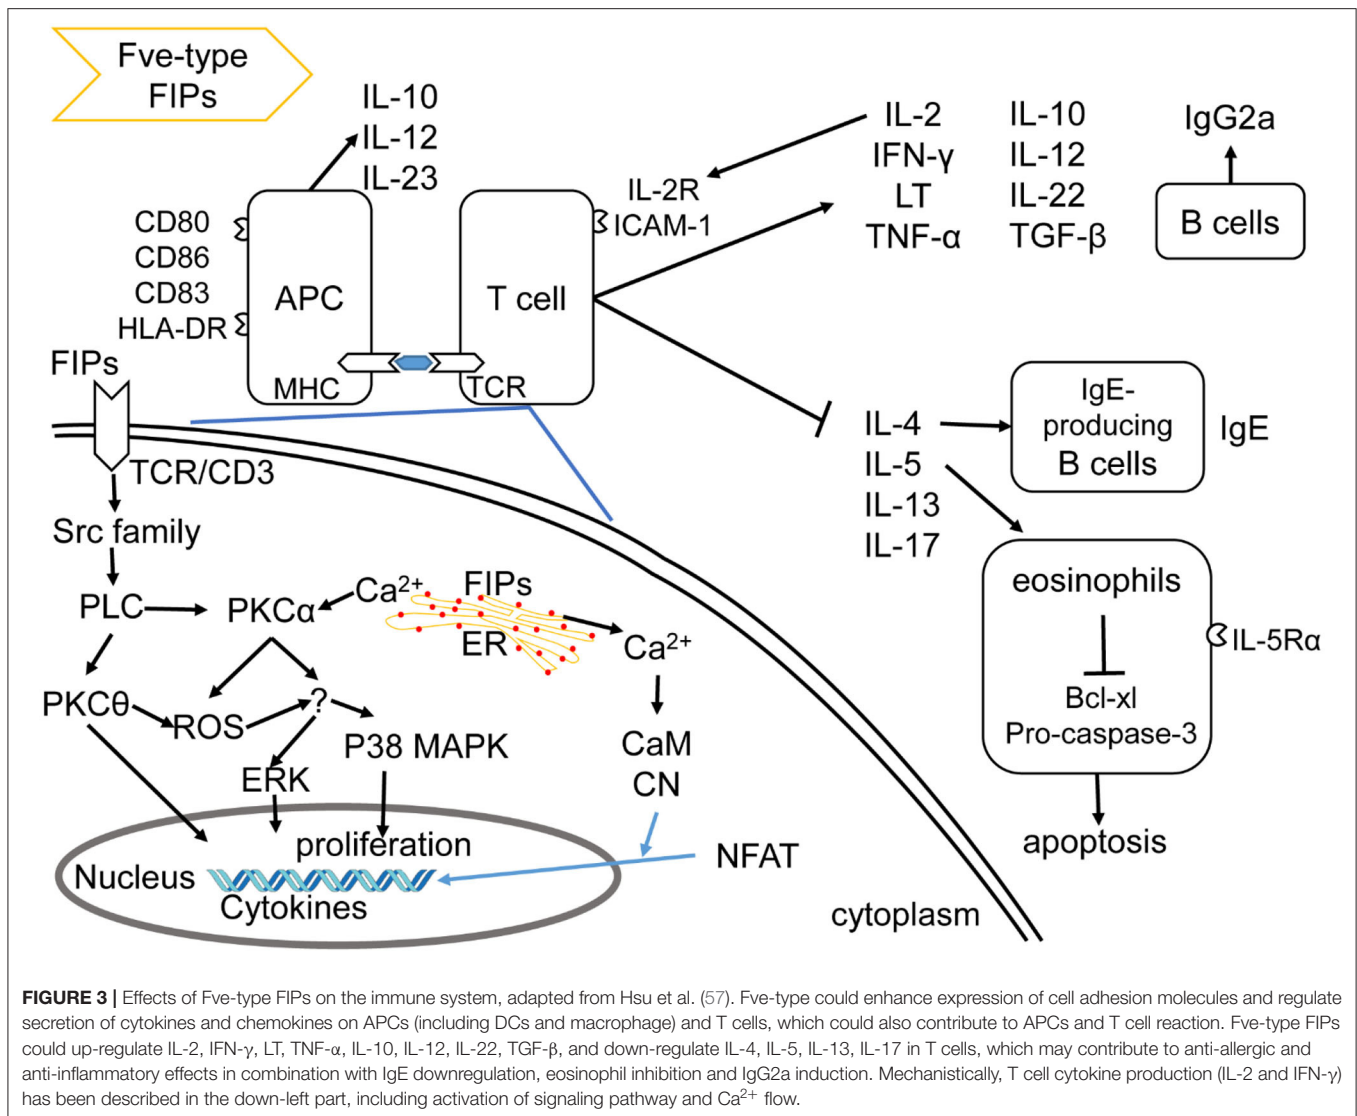 Fve-type
FIPs
IL-10
IL-12
IL-23
CD80
CD86
CD83
HLA-DR
APC
MHC
T cell
TCR
IL-2R
ICAM-1
IL-2
IFN-γ
LT
TNF-α
IL-10
IL-12
IL-22
TGF-β
IgG2a
B cells
IL-4
IL-5
IL-13
IL-17
IgE-
producing
B cells
IgE
eosinophils
Bcl-xl
Pro-caspase-3
IL-5Rα
apoptosis
FIPs
TCR/CD3
Src family
PLC
PKCα
Ca²⁺
FIPs
ER
Ca²⁺
PKCθ
ROS
?
P38 MAPK
ERK
CaM
CN
proliferation
Nucleus
Cytokines
NFAT
cytoplasm
FIGURE 3 | Effects of Fve-type FIPs on the immune system, adapted from Hsu et al. (57). Fve-type could enhance expression of cell adhesion molecules and regulate
secretion of cytokines and chemokines on APCs (including DCs and macrophage) and T cells, which could also contribute to APCs and T cell reaction. Fve-type FIPs
could up-regulate IL-2, IFN-γ, LT, TNF-α, IL-10, IL-12, IL-22, TGF-β, and down-regulate IL-4, IL-5, IL-13, IL-17 in T cells, which may contribute to anti-allergic and
anti-inflammatory effects in combination with IgE downregulation, eosinophil inhibition and IgG2a induction. Mechanistically, T cell cytokine production (IL-2 and IFN-γ)
has been described in the down-left part, including activation of signaling pathway and Ca²⁺ flow.